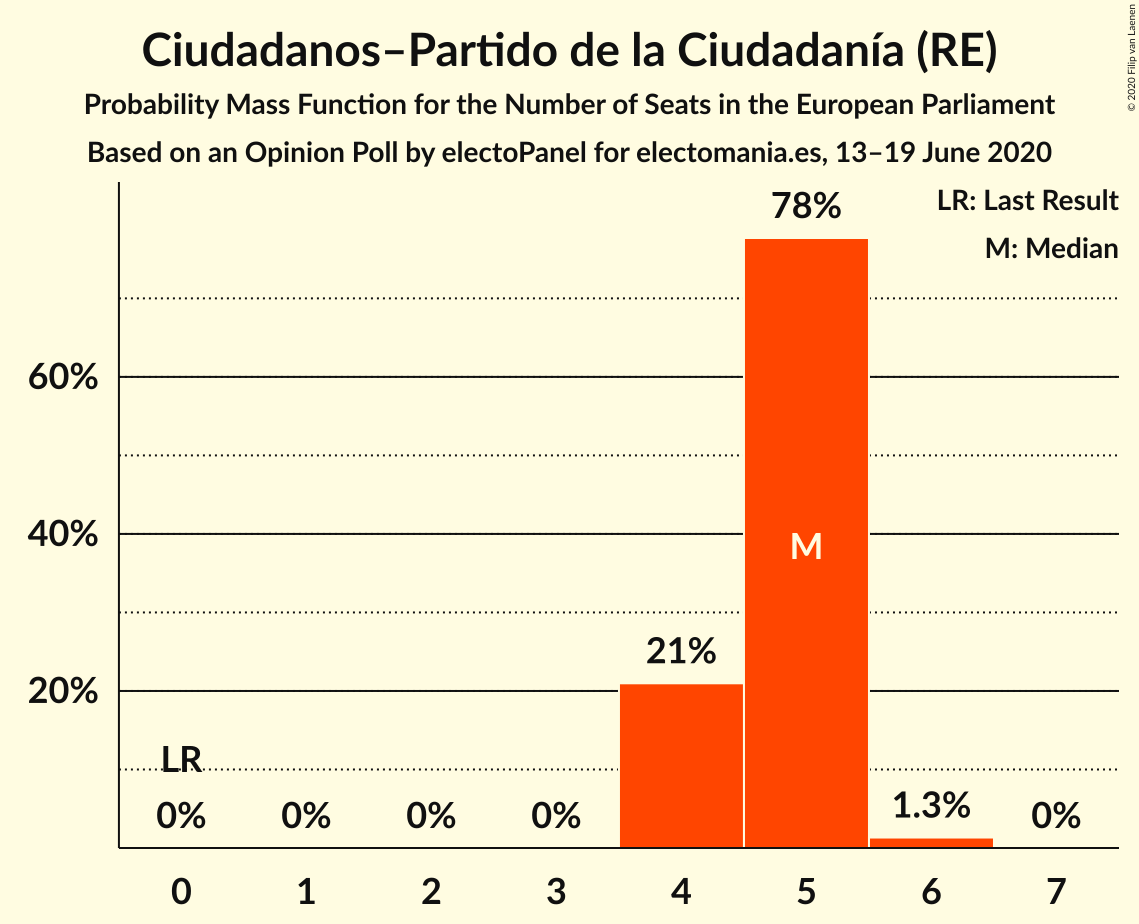 Ciudadanos–Partido de la Ciudadanía (RE)
Probability Mass Function for the Number of Seats in the European Parliament
Based on an Opinion Poll by electoPanel for electomania.es, 13–19 June 2020
© 2020 Filip van Laenen
LR: Last Result
M: Median
78%
60%
40%
M
21%
20%
LR
0% 0% 0% 0% 1.3% 0%
0 1 2 3 4 5 6 7